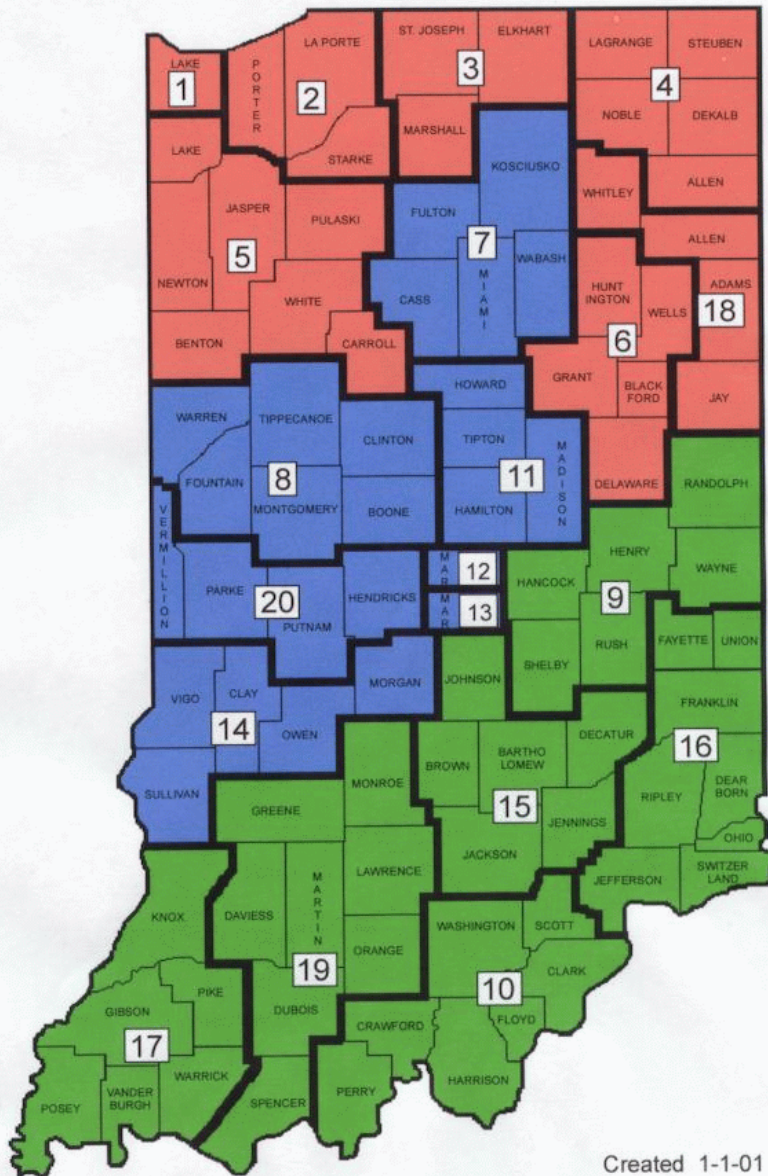 LAKE
1
PORTER
LA PORTE
2
STARKE
ST. JOSEPH
ELKHART
3
MARSHALL
LAGRANGE
STEUBEN
4
NOBLE
DEKALB
ALLEN
WHITLEY
LAKE
JASPER
PULASKI
5
NEWTON
WHITE
BENTON
CARROLL
KOSCIUSKO
FULTON
7
WABASH
CASS
MIAMI
ALLEN
HUNT
INGTON
WELLS
6
GRANT
BLACK
FORD
DELAWARE
ADAMS
18
JAY
WARREN
TIPPECANOE
CLINTON
FOUNTAIN
8
MONTGOMERY
BOONE
HOWARD
TIPTON
MADISON
11
HAMILTON
VERMILLION
PARKE
20
PUTNAM
HENDRICKS
MAR
12
MAR
13
RANDOLPH
HENRY
HANCOCK
WAYNE
9
RUSH
SHELBY
FAYETTE
UNION
FRANKLIN
16
RIPLEY
DEAR
BORN
OHIO
SWITZER
LAND
JEFFERSON
VIGO
CLAY
MORGAN
14
OWEN
SULLIVAN
JOHNSON
BROWN
BARTHO
LOMEW
DECATUR
15
JENNINGS
JACKSON
MONROE
GREENE
LAWRENCE
DAVIESS
MARTIN
ORANGE
19
DUBOIS
SPENCER
KNOX
PIKE
GIBSON
17
POSEY
VANDER
BURGH
WARRICK
WASHINGTON
SCOTT
CLARK
10
FLOYD
CRAWFORD
HARRISON
PERRY
Created 1-1-01